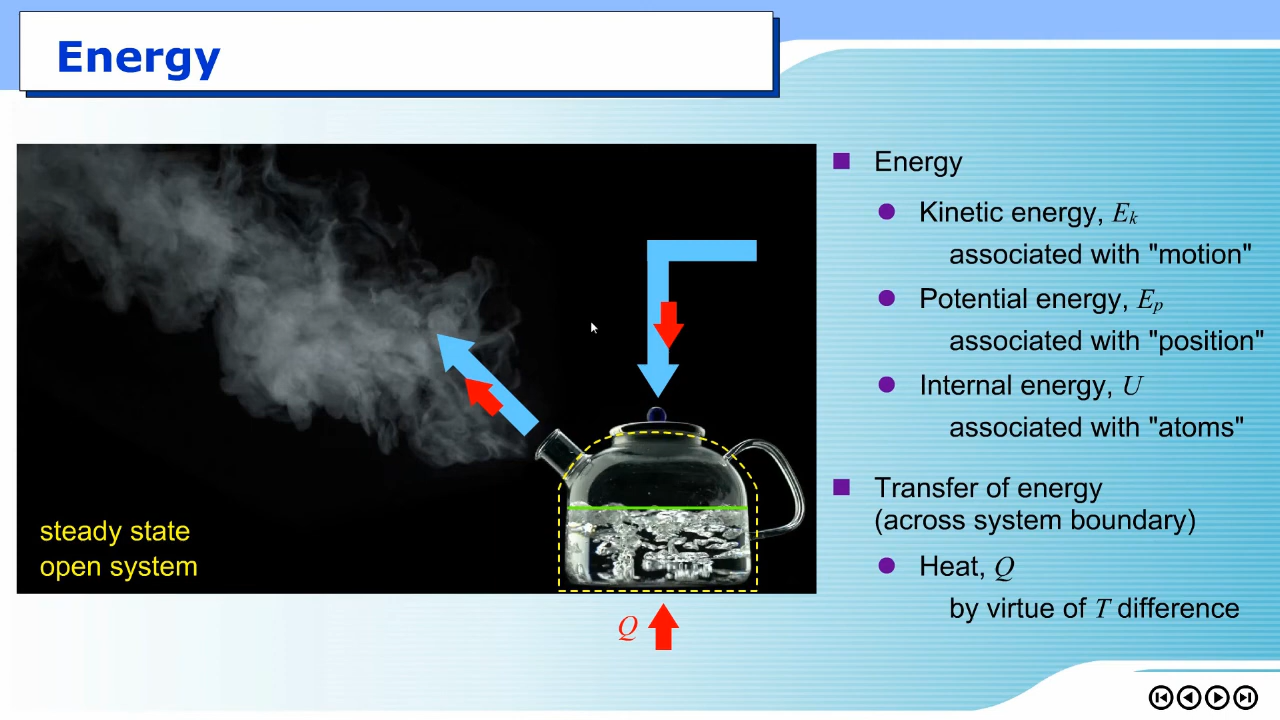 Energy
steady state
open system
Q
Energy
Kinetic energy, Ek
associated with "motion"
Potential energy, Ep
associated with "position"
Internal energy, U
associated with "atoms"
Transfer of energy
(across system boundary)
Heat, Q
by virtue of T difference